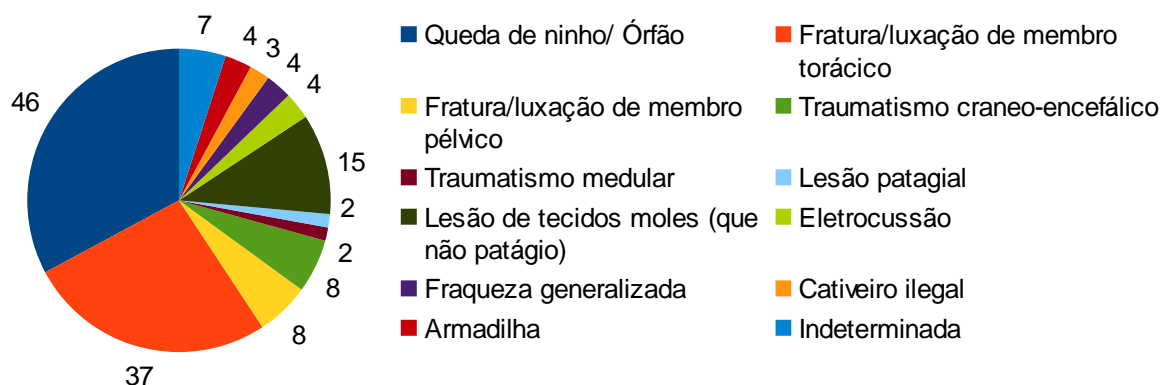 7
4
3
4
4
46
15
2
2
8
8
37
Queda de ninho/ Órfão
Fratura/luxação de membro
torácico
Fratura/luxação de membro
pélvico
Traumatismo craneo-encefálico
Traumatismo medular
Lesão patagial
Lesão de tecidos moles (que
não patágio)
Eletrocussão
Fraqueza generalizada
Cativeiro ilegal
Armadilha
Indeterminada